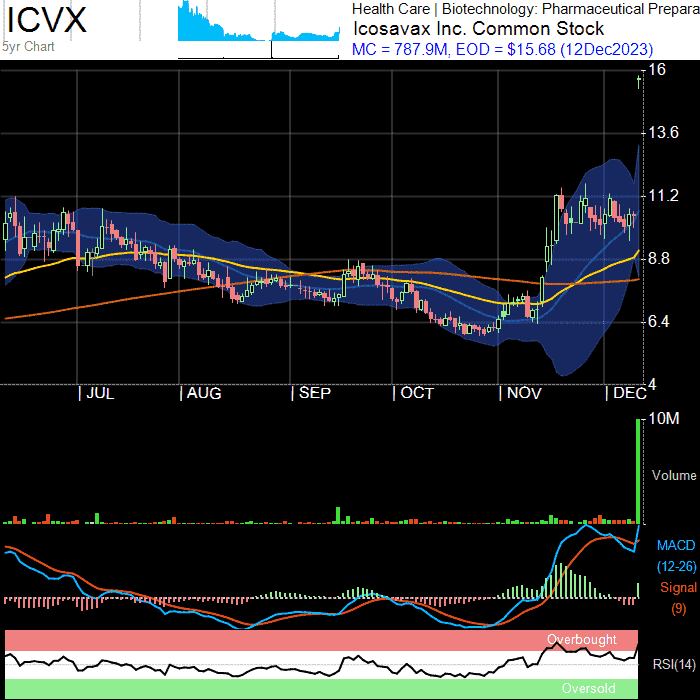 ICVX
5yr Chart
Health Care | Biotechnology: Pharmaceutical Prepara
Icosavax Inc. Common Stock
MC = 787.9M, EOD = $15.68 (12Dec2023)
16
13.6
11.2
8.8
6.4
4
| JUL | AUG | SEP | OCT | NOV | DEC
10M
Volume
MACD
(12-26)
Signal
(9)
Overbought
RSI(14)
Oversold